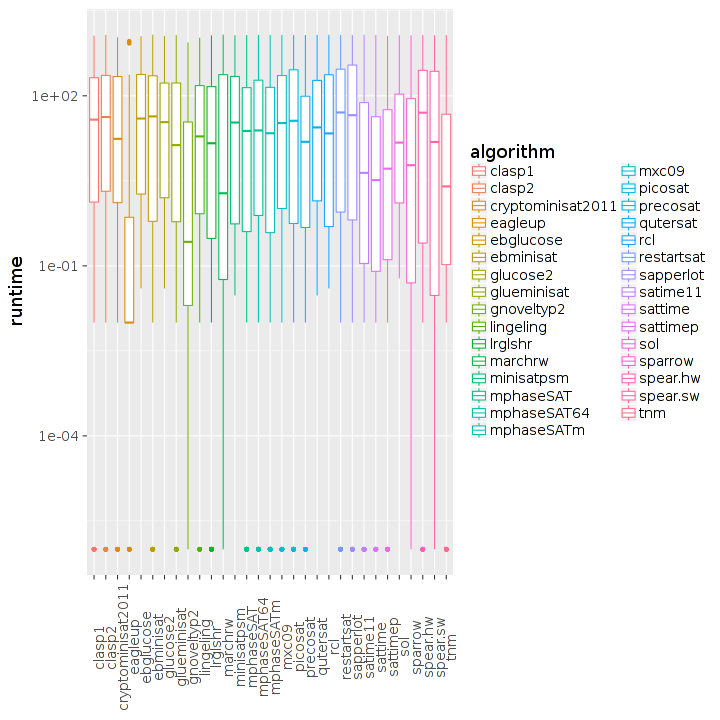 1e+02
1e-01
1e-04
runtime
algorithm
clasp1
clasp2
cryptominisat2011
eagleup
ebglucose
ebminisat
glucose2
glueminisat
gnoveltyp2
lingeling
lrglshr
marchrw
minisatpsm
mphaseSAT
mphaseSAT64
mphaseSATm
mxc09
picosat
precosat
qutersat
rcl
restartsat
sapperlot
satime11
sattime
sattimep
sol
sparrow
spear.hw
spear.sw
tnm
clasp1
clasp2
cryptominisat2011
eagleup
ebglucose
ebminisat
glucose2
glueminisat
gnoveltyp2
lingeling
lrglshr
marchrw
minisatpsm
mphaseSAT
mphaseSAT64
mphaseSATm
mxc09
picosat
precosat
qutersat
rcl
restartsat
sapperlot
satime11
sattime
sattimep
sol
sparrow
spear.hw
spear.sw
tnm